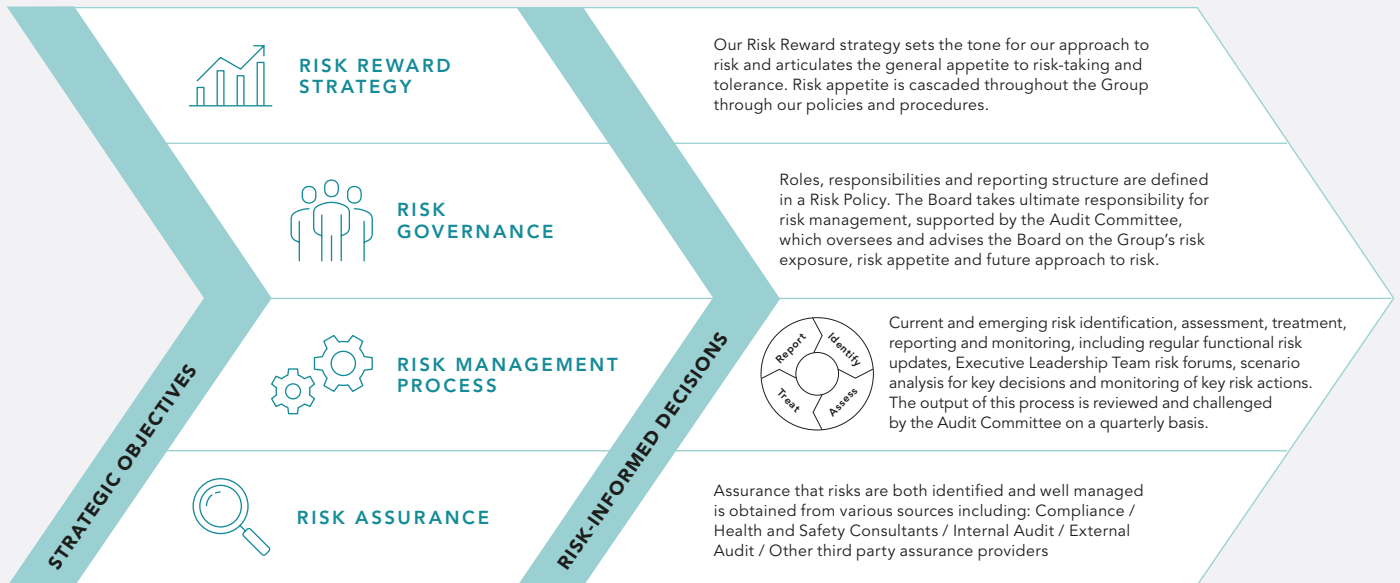 RISK REWARD
STRATEGY
Our Risk Reward strategy sets the tone for our approach to
risk and articulates the general appetite to risk-taking and
tolerance. Risk appetite is cascaded throughout the Group
through our policies and procedures.
RISK
GOVERNANCE
Roles, responsibilities and reporting structure are defined
in a Risk Policy. The Board takes ultimate responsibility for
risk management, supported by the Audit Committee,
which oversees and advises the Board on the Group’s risk
exposure, risk appetite and future approach to risk.
STRATEGIC OBJECTIVES
RISK MANAGEMENT
PROCESS
RISK-INFORMED DECISIONS
Report
Identify
Treat
Assess
Current and emerging risk identification, assessment, treatment,
reporting and monitoring, including regular functional risk
updates, Executive Leadership Team risk forums, scenario
analysis for key decisions and monitoring of key risk actions.
The output of this process is reviewed and challenged
by the Audit Committee on a quarterly basis.
RISK ASSURANCE
Assurance that risks are both identified and well managed
is obtained from various sources including: Compliance /
Health and Safety Consultants / Internal Audit / External
Audit / Other third party assurance providers